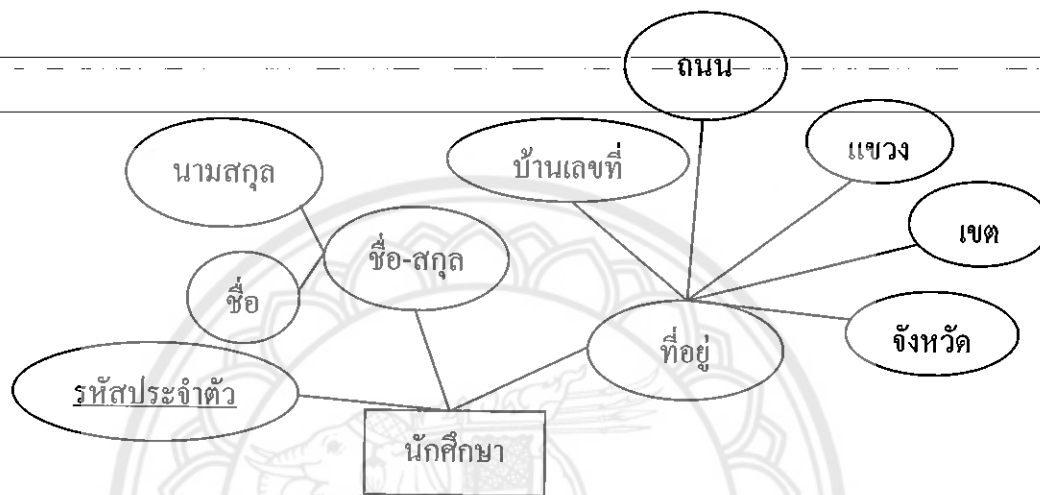 ถนน
นามสกุล
บ้านเลขที่
แขวง
ชื่อ-สกุล
เขต
ชื่อ
ที่อยู่
จังหวัด
รหัสประจำตัว
นักศึกษา